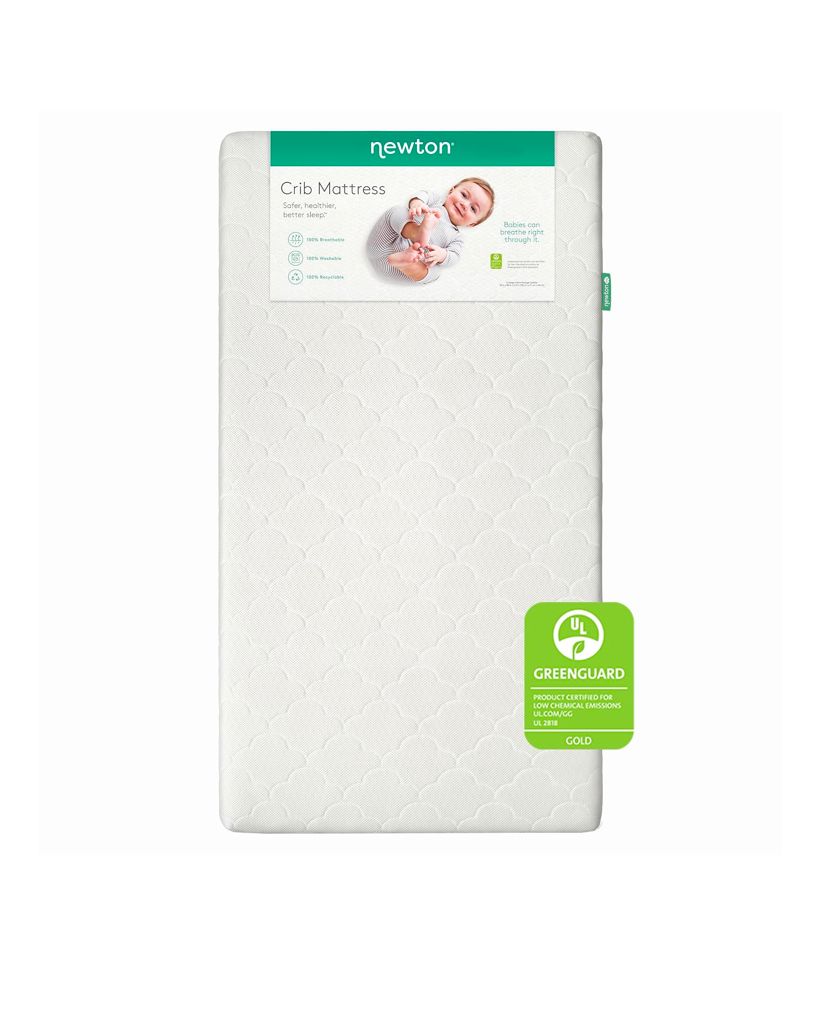 newton®
Crib Mattress
Safer, healthier,
better sleep.™
100% Breathable
100% Washable
100% Recyclable
Babies can
breathe right
through it.
newton
UL
GREENGUARD
PRODUCT CERTIFIED FOR
LOW CHEMICAL EMISSIONS
UL.COM/GG
UL 2818
GOLD